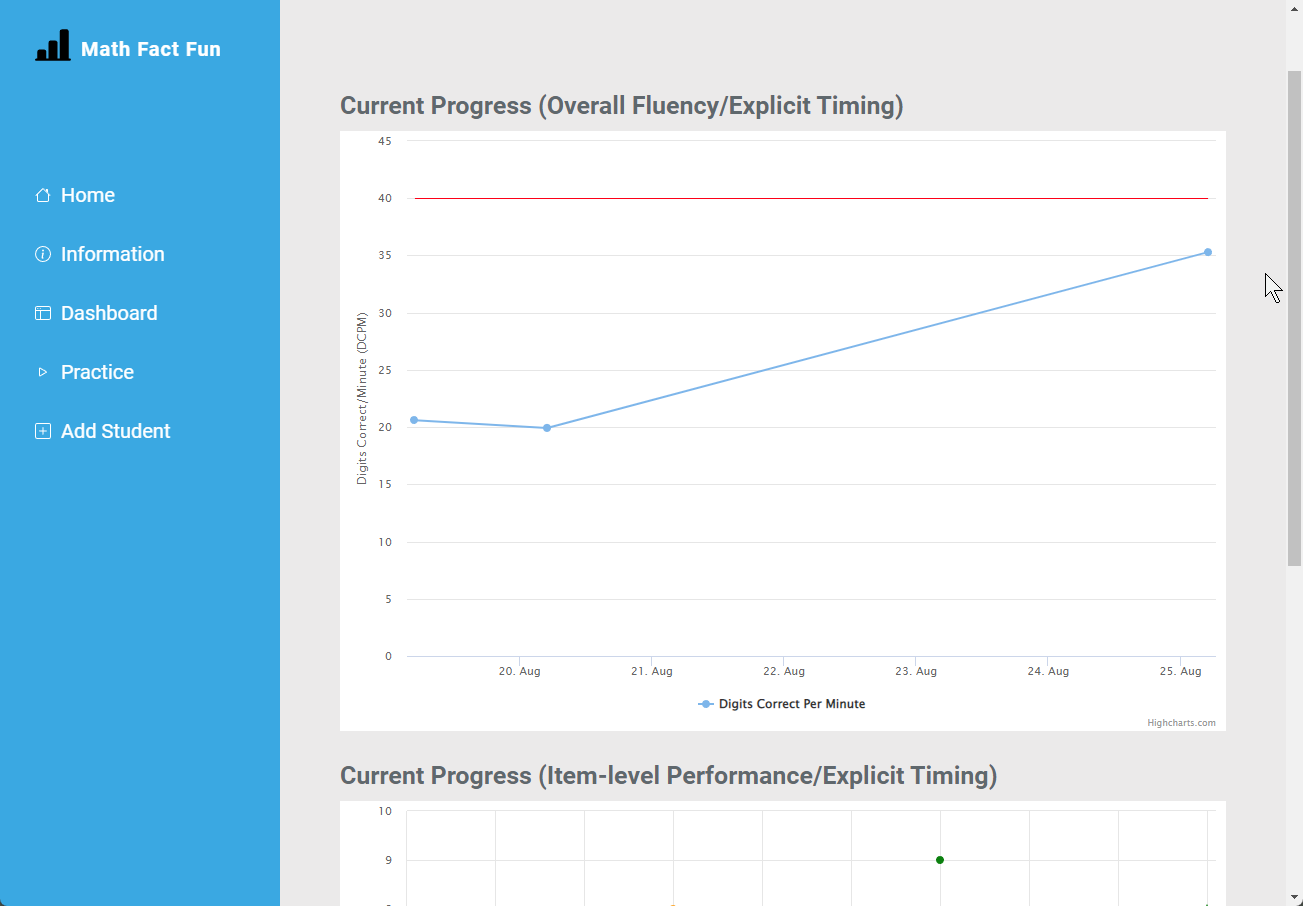 Math Fact Fun
Home
Information
Dashboard
Practice
Add Student
Current Progress (Overall Fluency/Explicit Timing)
Digits Correct/Minute (DCPM)
45
40
35
30
25
20
15
10
5
0
20. Aug 21. Aug 22. Aug 23. Aug 24. Aug 25. Aug
Digits Correct Per Minute
Highcharts.com
Current Progress (Item-level Performance/Explicit Timing)
10
9